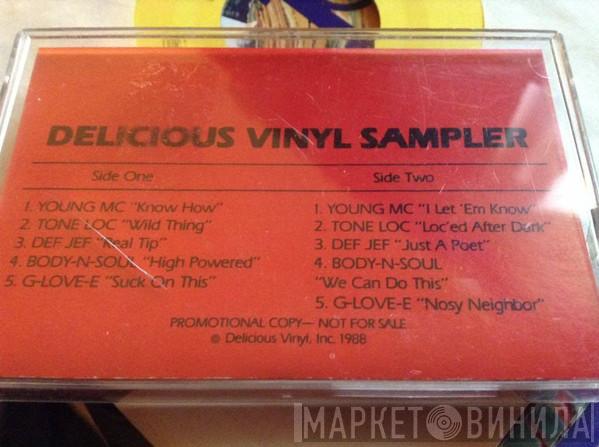 DELICIOUS VINYL SAMPLER
Side One
1. YOUNG MC "Know How"
2. TONE LOC "Wild Thing"
3. DEF JEF "Real Tip"
4. BODY-N-SOUL "High Powered"
5. G-LOVE-E "Suck On This"
Side Two
1. YOUNG MC "I Let 'Em Know"
2. TONE LOC "Loc'ed After Dark"
3. DEF JEF "Just A Poet"
4. BODY-N-SOUL
"We Can Do This"
5. G-LOVE-E "Nosy Neighbor"
PROMOTIONAL COPY— NOT FOR SALE
© Delicious Vinyl, Inc. 1988
МАРКЕТ ВИНИЛА